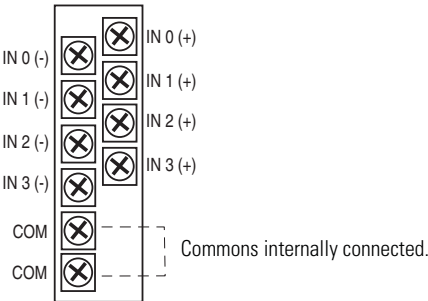 IN 0 (+)
IN 0 (-)
IN 1 (+)
IN 1 (-)
IN 2 (+)
IN 2 (-)
IN 3 (+)
IN 3 (-)
COM
Commons internally connected.
COM